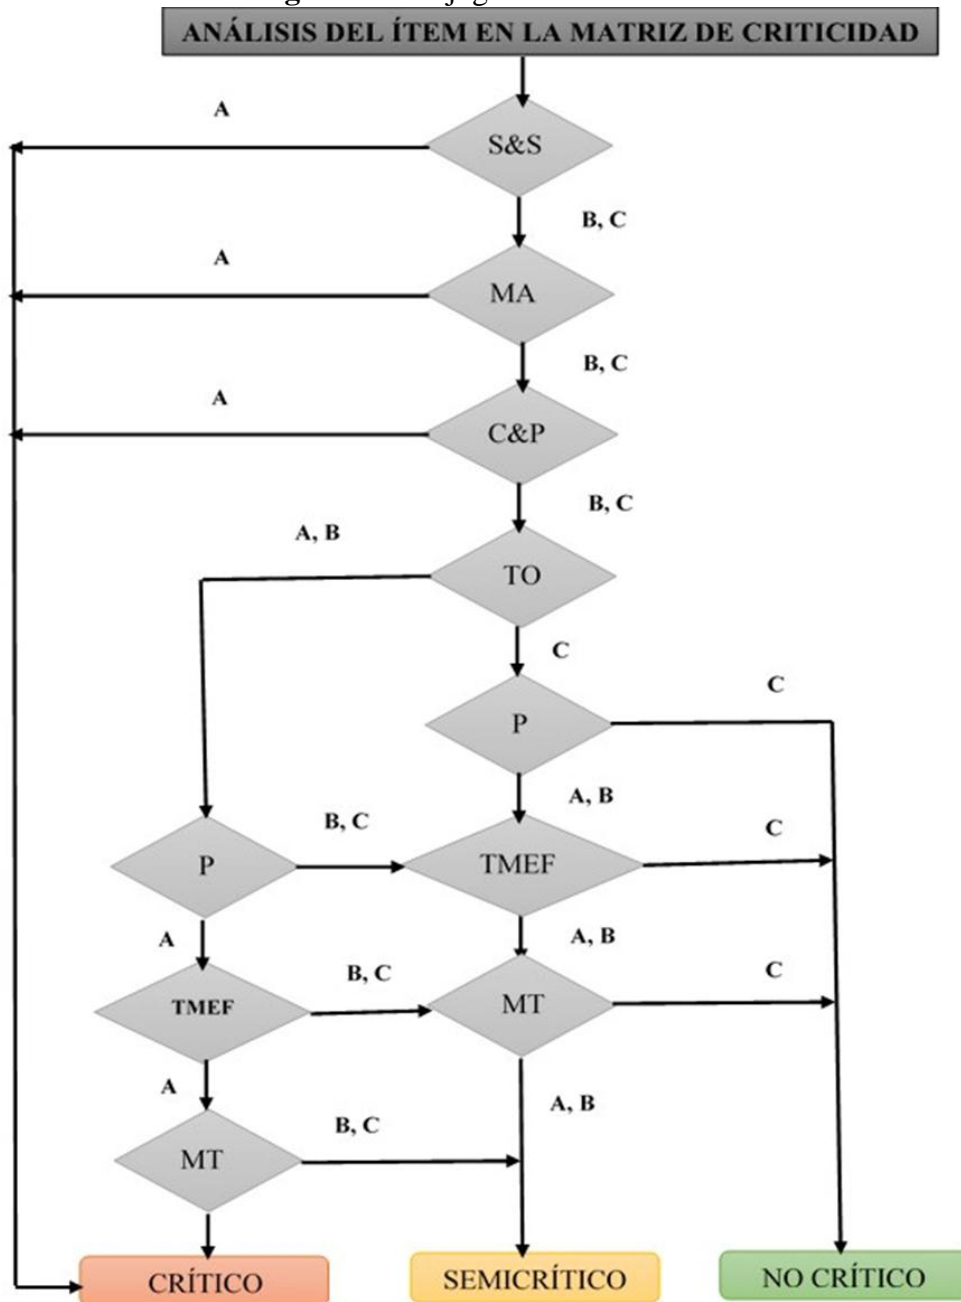 ANÁLISIS DEL ÍTEM EN LA MATRIZ DE CRITICIDAD
A
S&S
B, C
A
MA
B, C
A
C&P
B, C
A, B
TO
C
C
P
A, B
B, C
C
P
TMEF
A
A, B
B, C
C
TMEF
MT
A
A, B
B, C
MT
CRÍTICO
SEMICRÍTICO
NO CRÍTICO